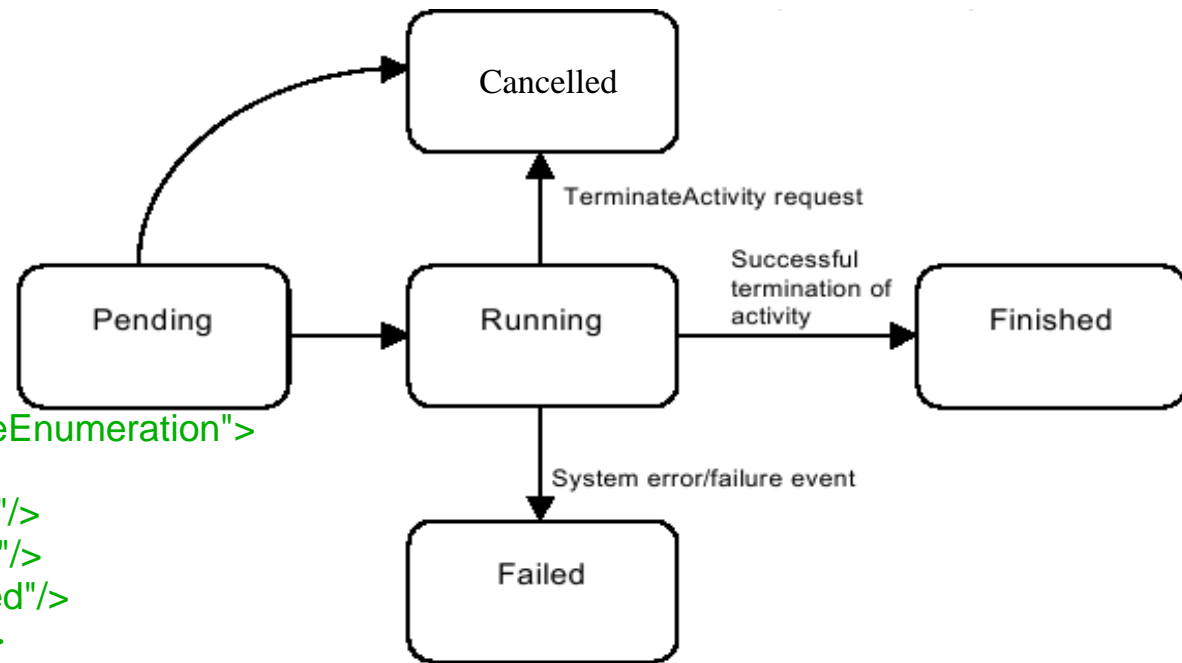 Cancelled
TerminateActivity request
Pending
Running
Successful
termination of
activity
Finished
eEnumeration">
"/>
"/>
ed"/>
>
System error/failure event
Failed